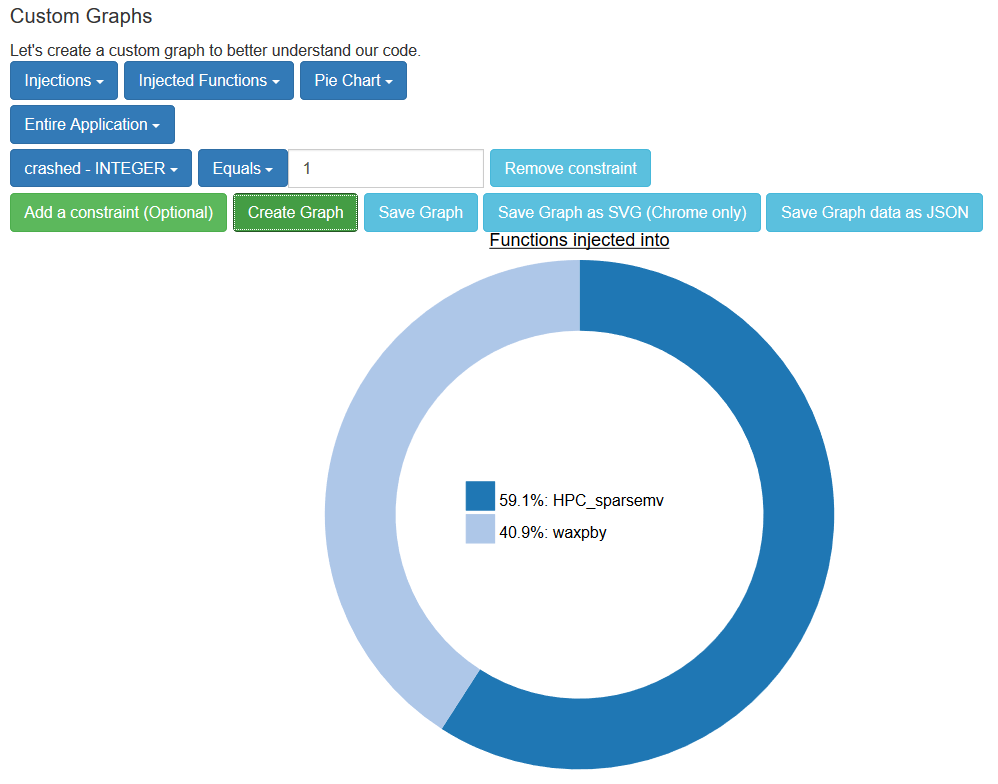 Custom Graphs
Let's create a custom graph to better understand our code.
Injections Injected Functions Pie Chart
Entire Application
crashed - INTEGER Equals 1 Remove constraint
Add a constraint (Optional) Create Graph Save Graph Save Graph as SVG (Chrome only) Save Graph data as JSON
Functions injected into
59.1%: HPC_sparsemv
40.9%: waxpby